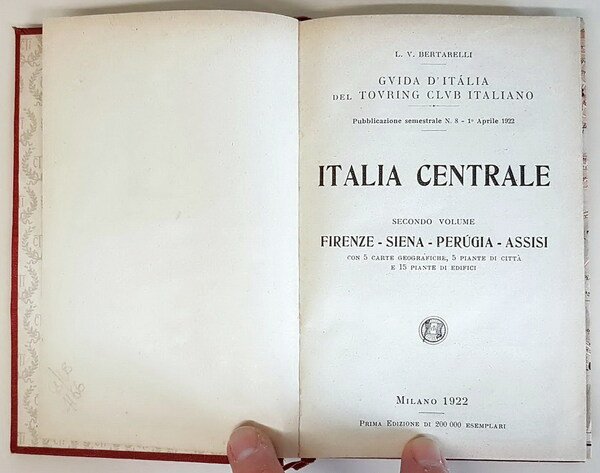 L. V. BERTARELLI
GVIDA D'ITÁLIA
DEL TOVRING CLVB ITALIANO
Pubblicazione semestrale N. 8 - 1º Aprile 1922
ITALIA CENTRALE
SECONDO VOLUME
FIRENZE - SIENA - PERÚGIA - ASSISI
CON 5 CARTE GEOGRAFICHE, 5 PIANTE DI CITTÀ
E 15 PIANTE DI EDIFICI
MILANO 1922
PRIMA EDIZIONE DI 200 000 ESEMPLARI